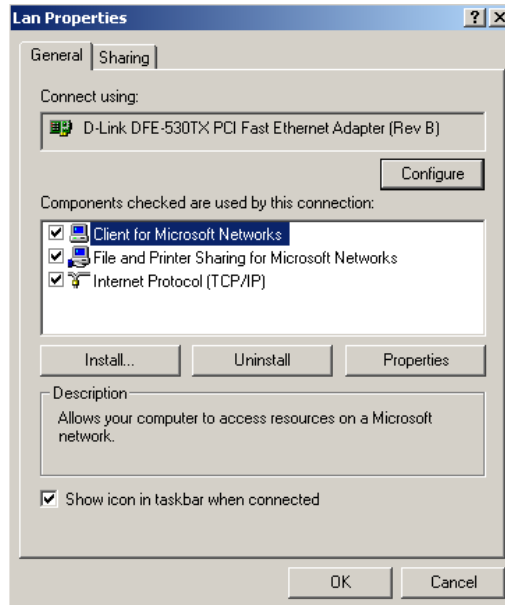 Lan Properties
General
Sharing
Connect using:
D-Link DFE-530TX PCI Fast Ethernet Adapter (Rev B)
Configure
Components checked are used by this connection:
Client for Microsoft Networks
File and Printer Sharing for Microsoft Networks
Internet Protocol (TCP/IP)
Install...
Uninstall
Properties
Description
Allows your computer to access resources on a Microsoft
network.
Show icon in taskbar when connected
OK
Cancel